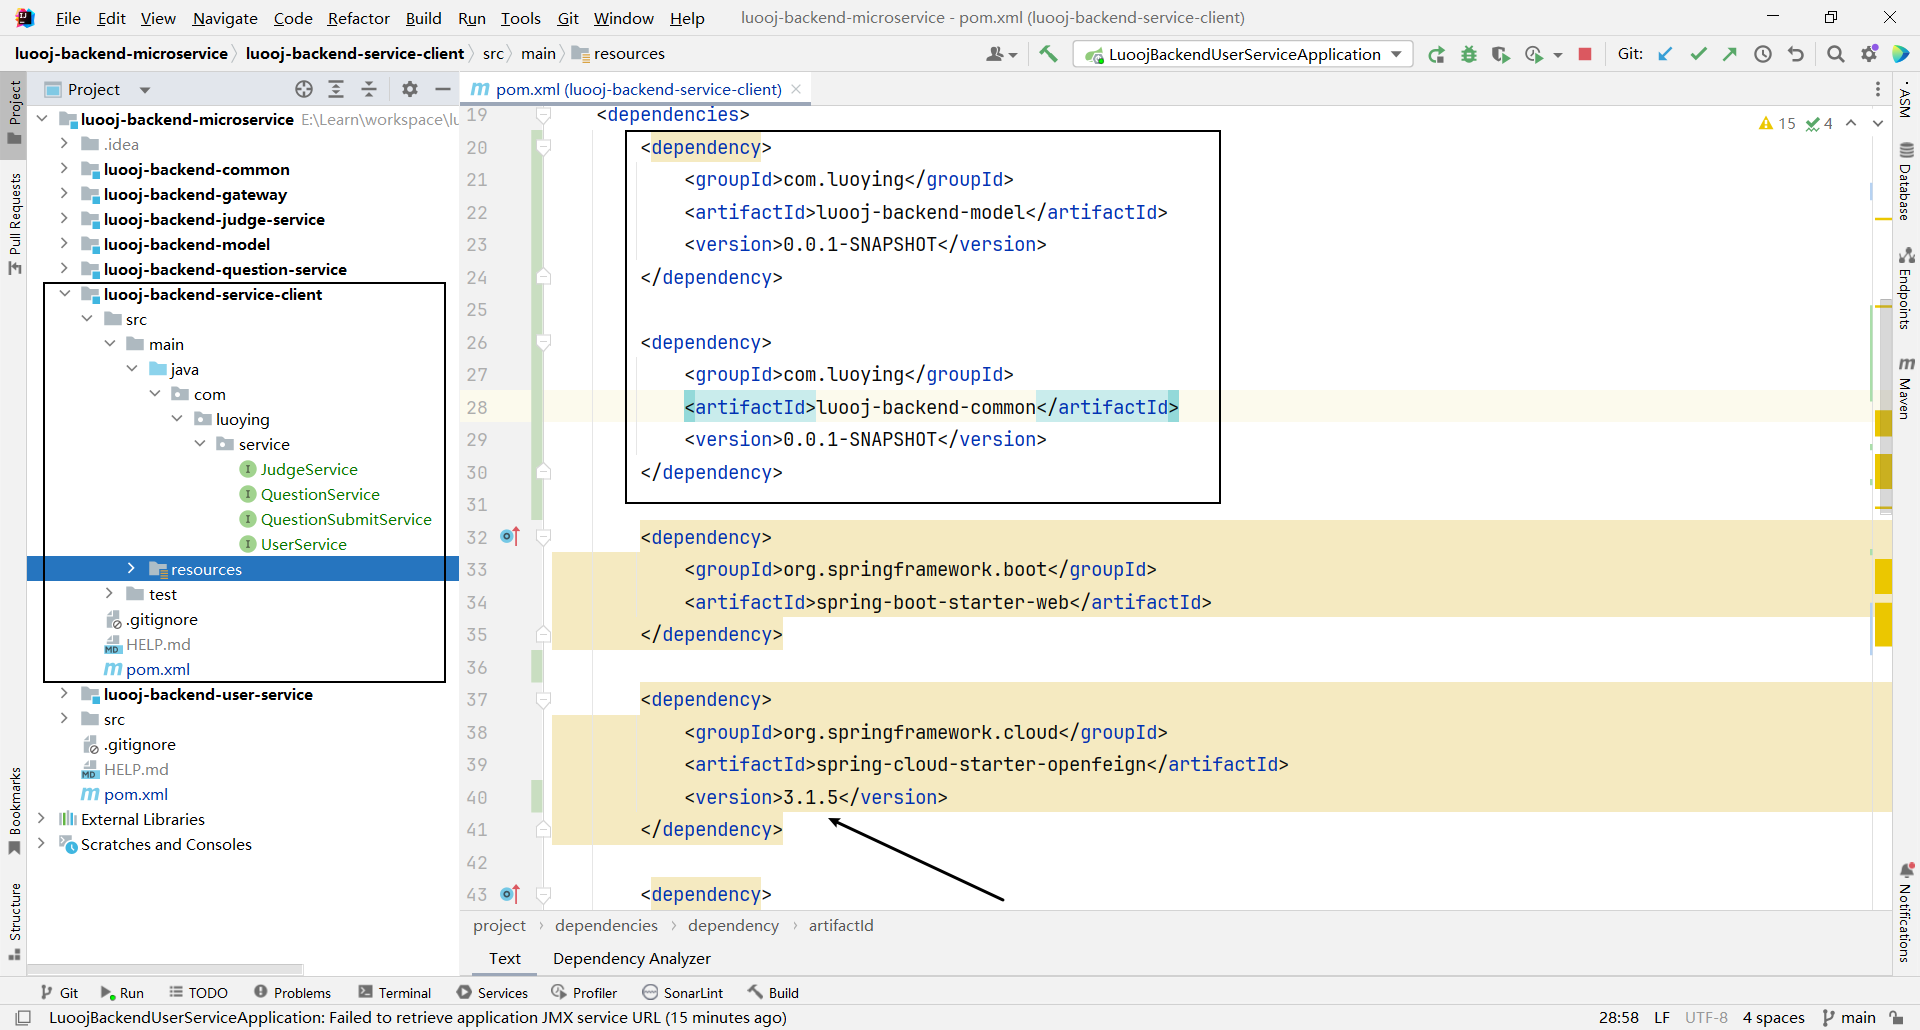 File Edit View Navigate Code Refactor Build Run Tools Git Window Help luooj-backend-microservice - pom.xml (luooj-backend-service-client)
luooj-backend-microservice luooj-backend-service-client src main resources LuoojBackendUserServiceApplication Git:
Project
pom.xml (luooj-backend-service-client)
Project
Pull Requests
Bookmarks
Structure
luooj-backend-microservice E:\Learn\workspace\lu
.idea
luooj-backend-common
luooj-backend-gateway
luooj-backend-judge-service
luooj-backend-model
luooj-backend-question-service
luooj-backend-service-client
src
main
java
com
luoying
service
I JudgeService
I QuestionService
I QuestionSubmitService
I UserService
resources
test
.gitignore
MD HELP.md
m pom.xml
luooj-backend-user-service
src
.gitignore
MD HELP.md
m pom.xml
External Libraries
Scratches and Consoles
15 4
19 <dependencies>
20 <dependency>
21 <groupId>com.luoying</groupId>
22 <artifactId>luooj-backend-model</artifactId>
23 <version>0.0.1-SNAPSHOT</version>
24 </dependency>
25
26 <dependency>
27 <groupId>com.luoying</groupId>
28 <artifactId>luooj-backend-common</artifactId>
29 <version>0.0.1-SNAPSHOT</version>
30 </dependency>
31
32 <dependency>
33 <groupId>org.springframework.boot</groupId>
34 <artifactId>spring-boot-starter-web</artifactId>
35 </dependency>
36
37 <dependency>
38 <groupId>org.springframework.cloud</groupId>
39 <artifactId>spring-cloud-starter-openfeign</artifactId>
40 <version>3.1.5</version>
41 </dependency>
42
43 <dependency>
ASM
Database
Endpoints
m Maven
Notifications
project dependencies dependency artifactId
Text Dependency Analyzer
Git Run TODO Problems Terminal Services Profiler SonarLint Build
LuoojBackendUserServiceApplication: Failed to retrieve application JMX service URL (15 minutes ago) 28:58 LF UTF-8 4 spaces main